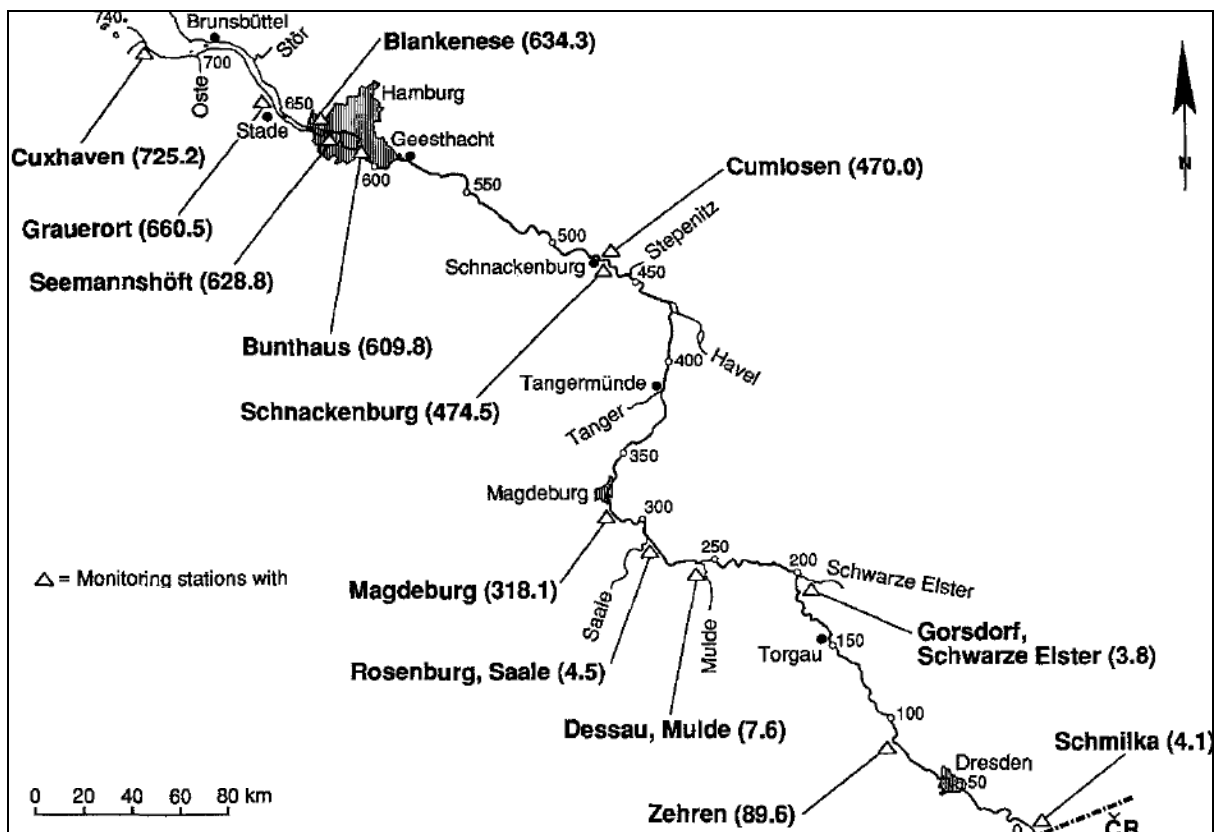 740
Brunsbüttel
Stör
Blankenese (634.3)
700
Oste
Hamburg
650
Stade
Geesthacht
Cuxhaven (725.2)
600
550
Cumlosen (470.0)
N
Grauerort (660.5)
500
Stepenitz
Schnackenburg
450
Seemannshöft (628.8)
Bunthaus (609.8)
400
Havel
Tangermünde
Schnackenburg (474.5)
Tanger
350
Magdeburg
300
250
200
Schwarze Elster
△ = Monitoring stations with
Magdeburg (318.1)
Saale
Mulde
Gorsdorf,
Schwarze Elster (3.8)
Torgau
150
Rosenburg, Saale (4.5)
100
Dessau, Mulde (7.6)
Schmilka (4.1)
Dresden
50
0 20 40 60 80 km
Zehren (89.6)
ČR